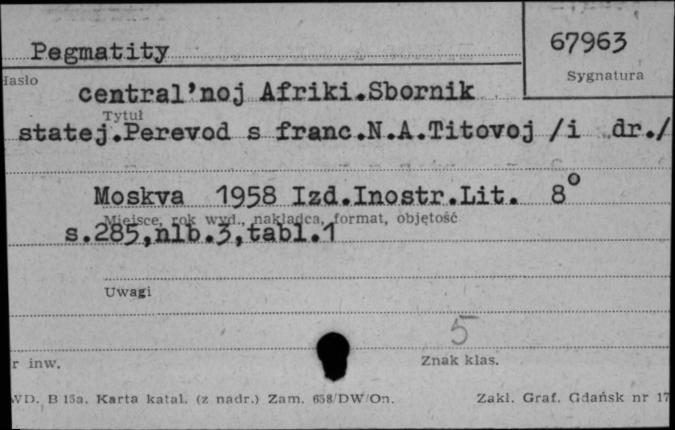 Pegmatity 67963
Hasło Sygnatura
central'noj Afriki.Sbornik
Tytuł
statej.Perevod s franc.N.A.Titovoj /i dr./
Moskva 1958 Izd.Inostr.Lit. 8°
Miejsce, rok wyd., nakładca, format, objętość
s.285,nlb.3,tabl.1
Uwagi
5
r inw. Znak klas.
WD. B 15a. Karta katal. (z nadr.) Zam. 658/DW/On. Zakl. Graf. Gdańsk nr 17